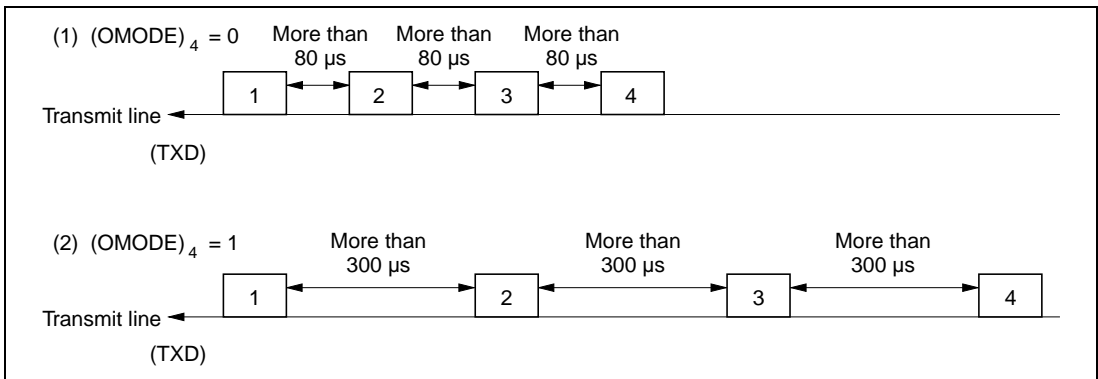 (1) (OMODE)4 = 0
More than 80 µs
More than 80 µs
More than 80 µs
1 2 3 4
Transmit line
(TXD)
(2) (OMODE)4 = 1
More than 300 µs
More than 300 µs
More than 300 µs
1 2 3 4
Transmit line
(TXD)